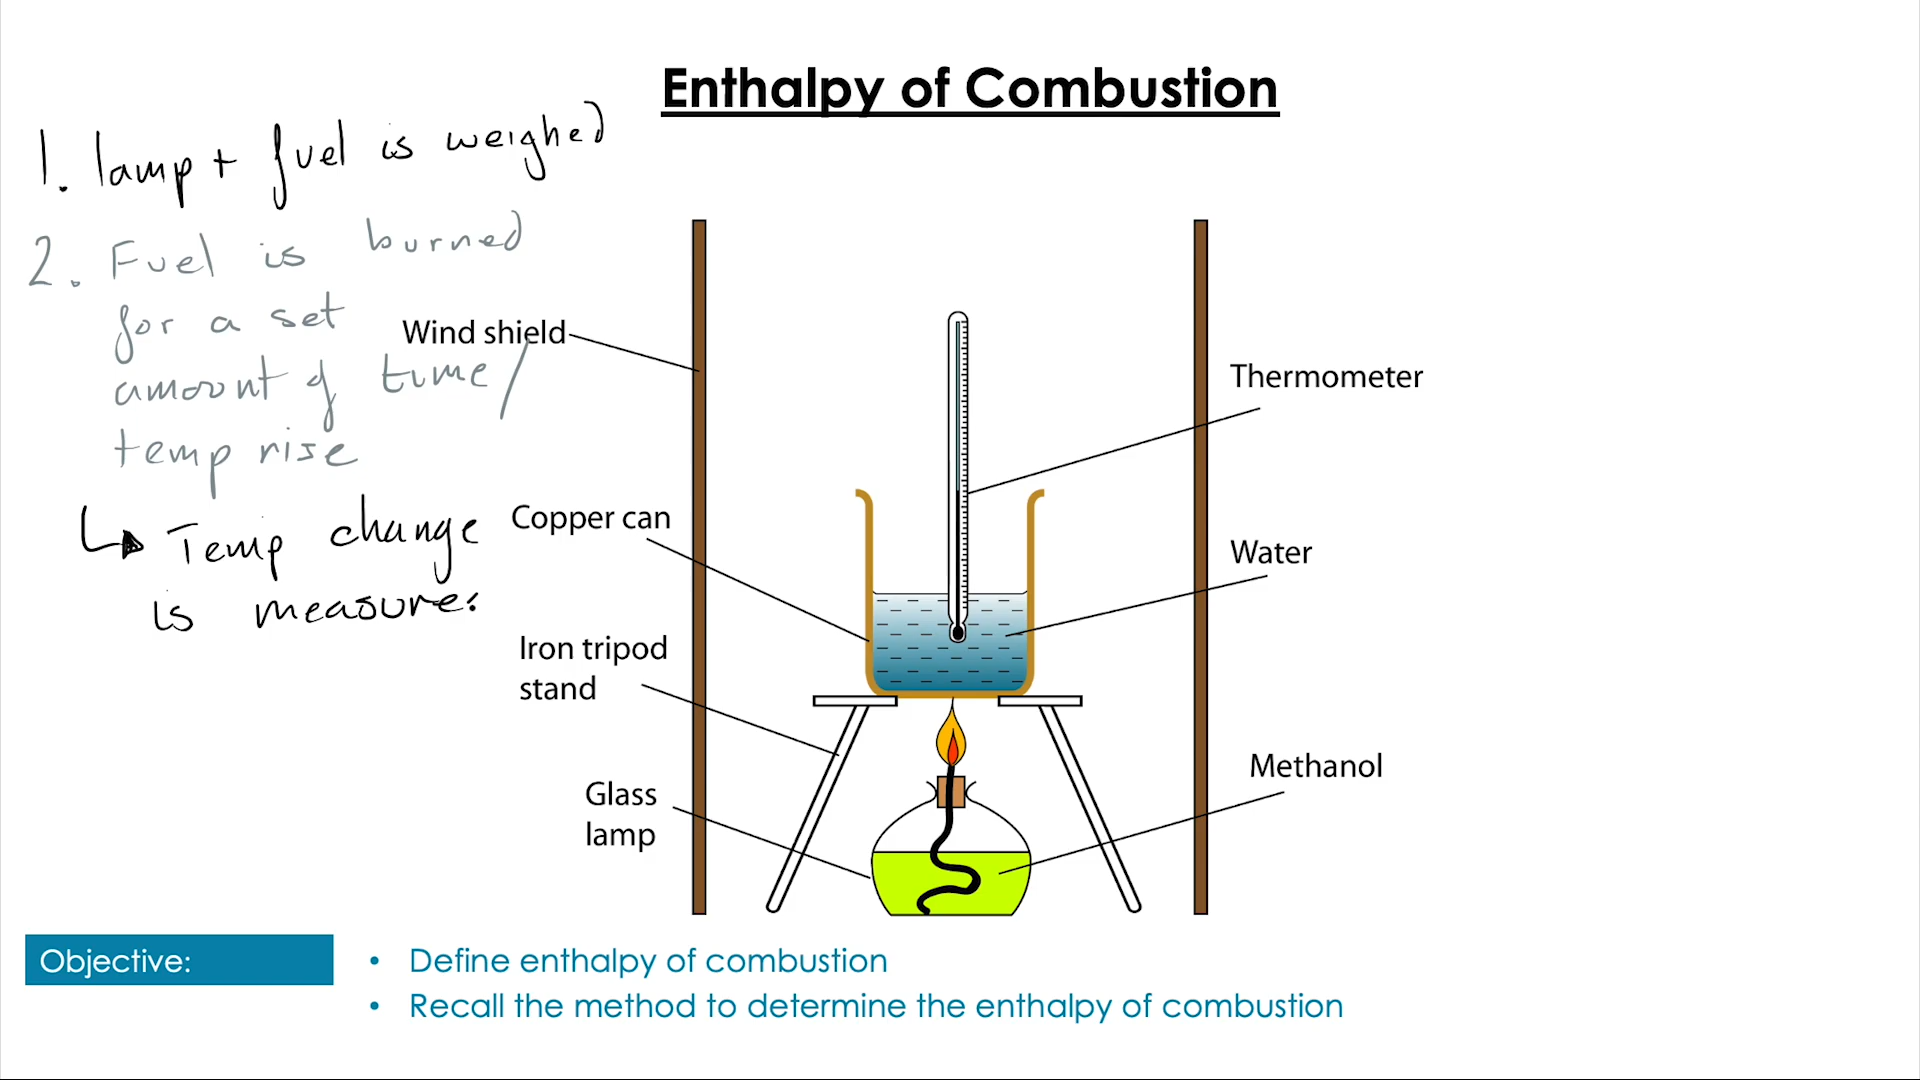 Enthalpy of Combustion
1. lamp + fuel is weighed
2. Fuel is burned
for a set
amount of time/
temp rise
↳ Temp change
is measure
Wind shield
Copper can
Iron tripod
stand
Glass
lamp
Thermometer
Water
Methanol
Objective:
• Define enthalpy of combustion
• Recall the method to determine the enthalpy of combustion